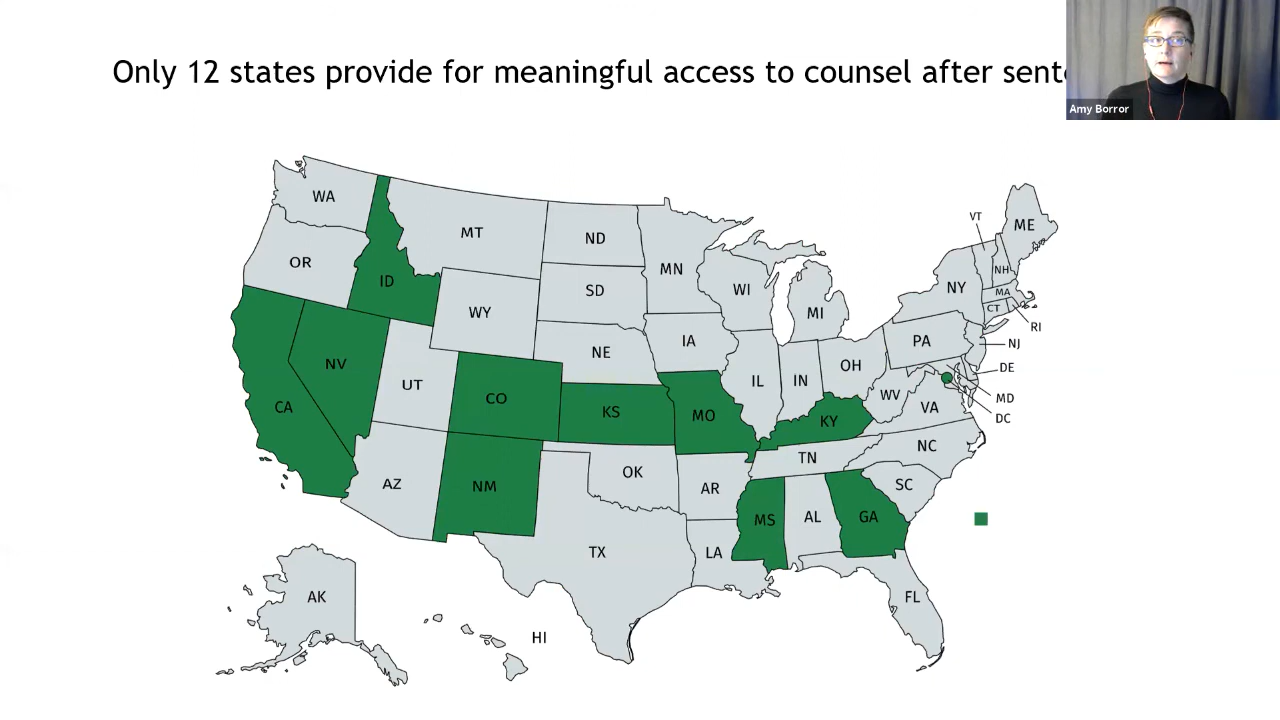 Only 12 states provide for meaningful access to counsel after
Amy Borror
WA
MT
ND
MN
ME
VT
NH
OR
ID
SD
WI
MI
NY
MA
CT
RI
WY
IA
PA
NJ
NV
UT
NE
IL
IN
OH
DE
CA
CO
KS
MO
KY
WV
VA
MD
DC
AZ
NM
OK
AR
TN
NC
SC
TX
LA
MS
AL
GA
AK
HI
FL